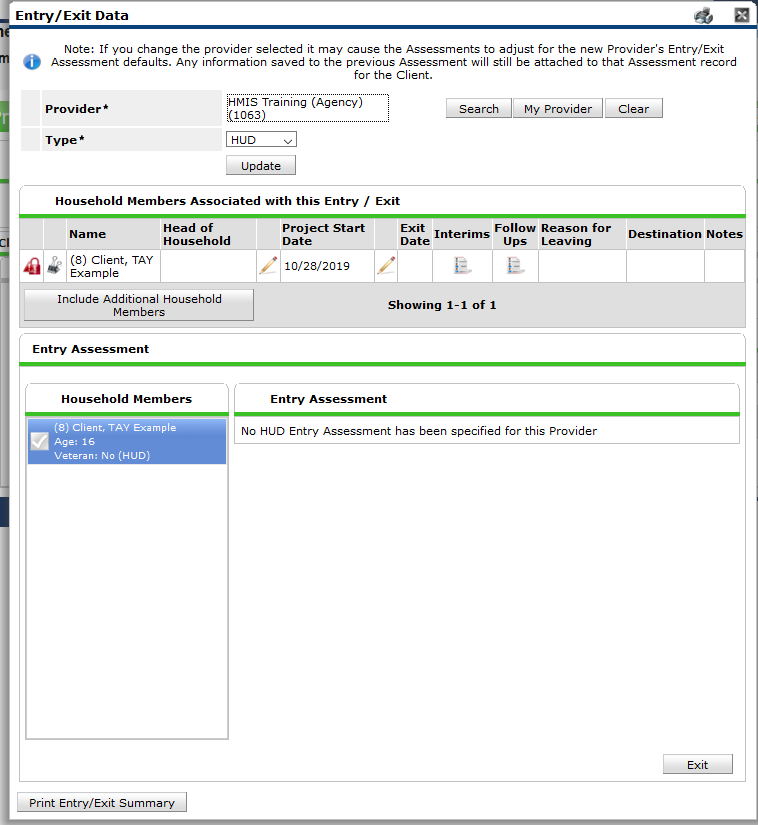 Entry/Exit Data
Note: If you change the provider selected it may cause the Assessments to adjust for the new Provider's Entry/Exit
Assessment defaults. Any information saved to the previous Assessment will still be attached to that Assessment record
for the Client.
Provider*
HMIS Training (Agency)
(1063)
Search
My Provider
Clear
Type*
HUD
Update
Household Members Associated with this Entry / Exit
Name
Head of
Household
Project Start
Date
Exit
Date
Interims
Follow
Ups
Reason for
Leaving
Destination
Notes
(8) Client, TAY
Example
10/28/2019
Include Additional Household
Members
Showing 1-1 of 1
Entry Assessment
Household Members
(8) Client, TAY Example
Age: 16
Veteran: No (HUD)
Entry Assessment
No HUD Entry Assessment has been specified for this Provider
Exit
Print Entry/Exit Summary